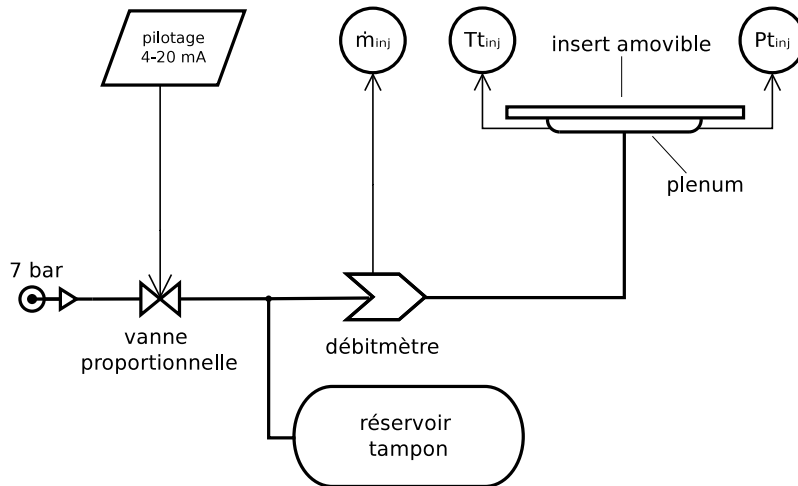 pilotage
4-20 mA
ṁinj
Ttinj
insert amovible
Ptinj
plenum
7 bar
vanne
proportionnelle
débitmètre
réservoir
tampon